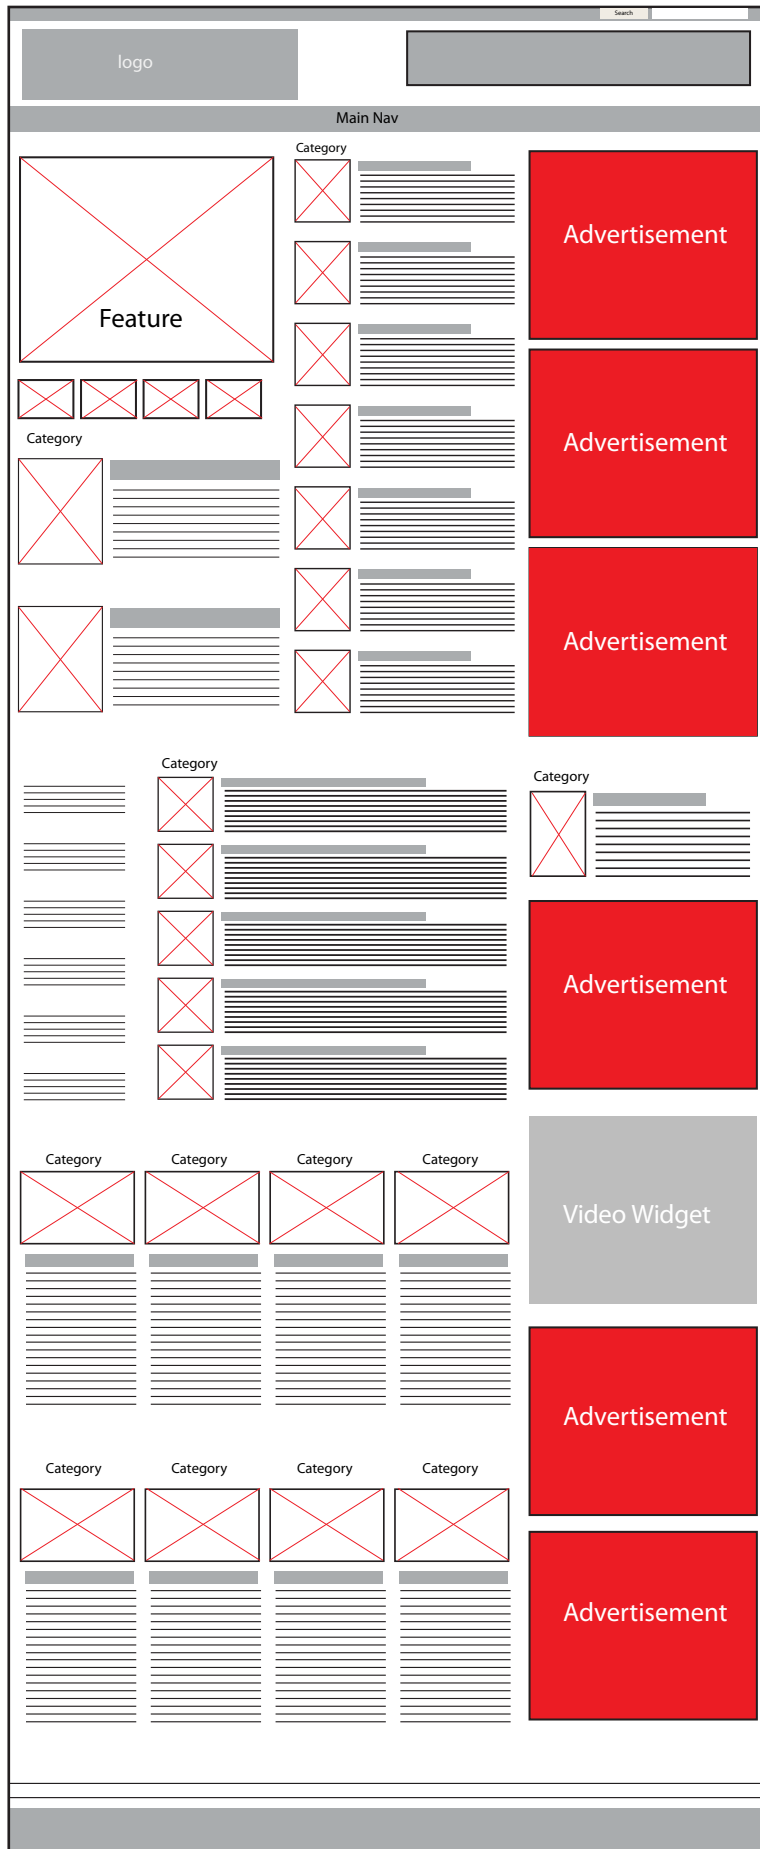 Search
logo
Main Nav
Category
Advertisement
Feature
Advertisement
Category
Advertisement
Category
Category
Advertisement
Category
Category
Category
Category
Video Widget
Advertisement
Category
Category
Category
Category
Advertisement